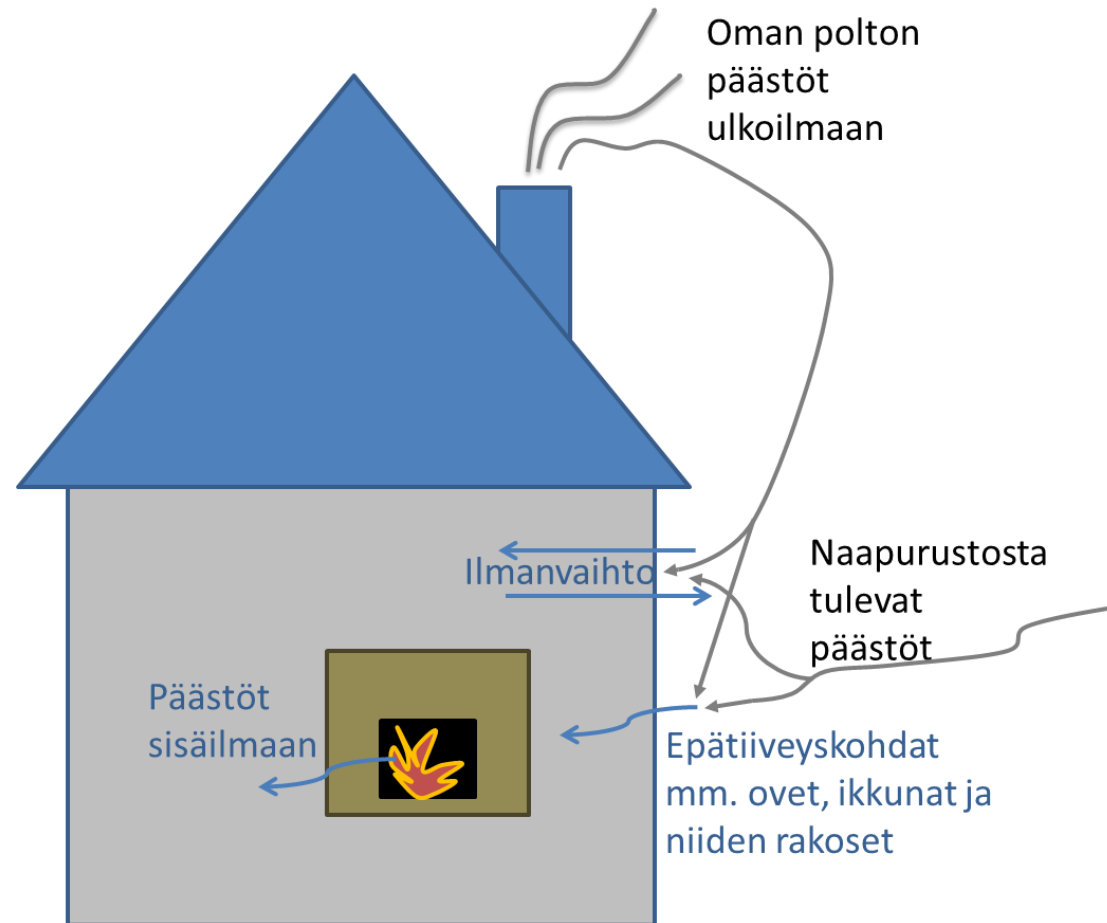 Oman polton
päästöt
ulkoilmaan
Ilmanvaihto
Naapurustosta
tulevat
päästöt
Päästöt
sisäilmaan
Epätiiveyskohdat
mm. ovet, ikkunat ja
niiden rakoset